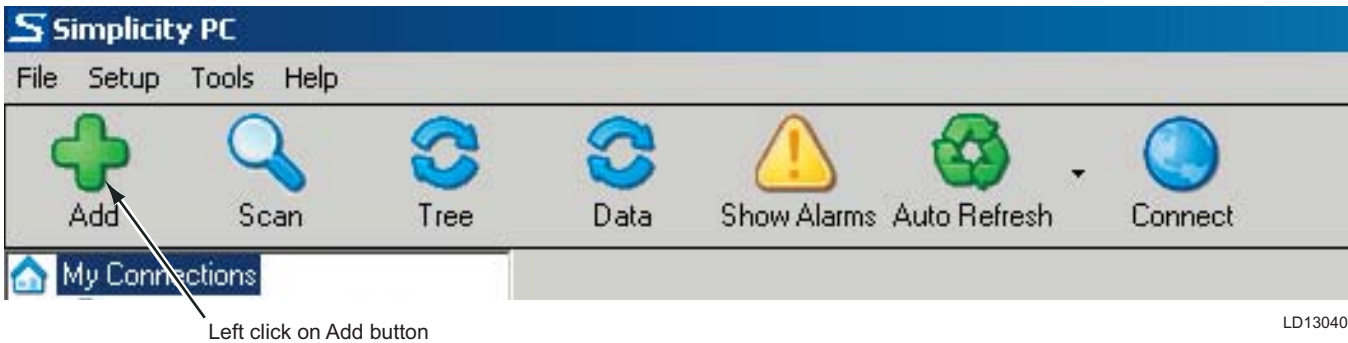 Simplicity PC
File Setup Tools Help
Add Scan Tree Data Show Alarms Auto Refresh Connect
My Connections
Left click on Add button
LD13040